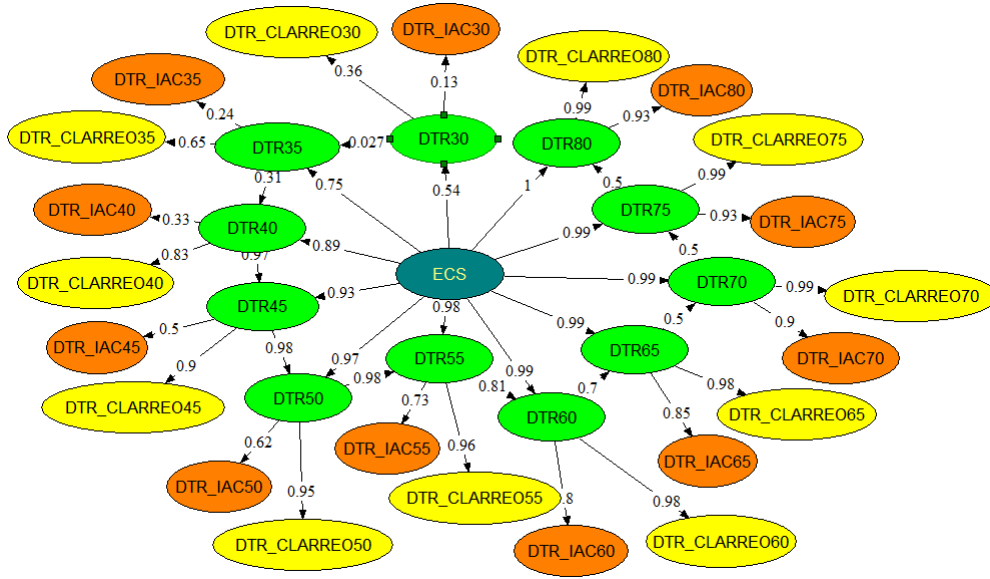 DTR_CLARREO30
DTR_IAC30
DTR_CLARREO80
DTR_IAC35
0.36
0.13
DTR_IAC80
0.99
0.93
0.24
DTR_CLARREO35
0.65
DTR35
0.027
DTR30
DTR80
DTR_CLARREO75
0.99
0.31
0.75
0.54
1
0.5
DTR_IAC40
0.33
DTR40
DTR75
0.93
DTR_IAC75
0.83
0.97
0.89
0.99
0.5
DTR_CLARREO40
ECS
0.99
DTR70
0.99
DTR_CLARREO70
DTR45
0.93
0.98
0.99
0.5
0.9
DTR_IAC45
0.5
0.9
0.98
0.97
DTR55
0.99
DTR65
DTR_IAC70
0.98
0.81
0.7
0.98
DTR_CLARREO45
DTR50
0.73
DTR60
0.85
DTR_CLARREO65
0.62
DTR_IAC55
0.96
DTR_IAC65
DTR_IAC50
0.95
DTR_CLARREO55
.8
0.98
DTR_CLARREO50
DTR_IAC60
DTR_CLARREO60